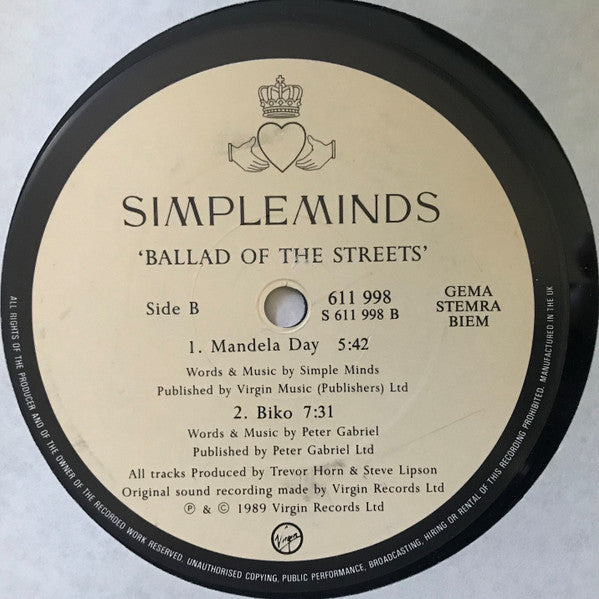 SIMPLEMINDS
'BALLAD OF THE STREETS'
Side B
611 998
S 611 998 B
GEMA
STEMRA
BIEM
1. Mandela Day 5:42
Words & Music by Simple Minds
Published by Virgin Music (Publishers) Ltd
2. Biko 7:31
Words & Music by Peter Gabriel
Published by Peter Gabriel Ltd
All tracks Produced by Trevor Horn & Steve Lipson
Original sound recording made by Virgin Records Ltd
℗ & © 1989 Virgin Records Ltd
Virgin
ALL RIGHTS OF THE PRODUCER AND OF THE OWNER OF THE RECORDED WORK RESERVED. UNAUTHORISED COPYING, PUBLIC PERFORMANCE, BROADCASTING, HIRING OR RENTAL OF THIS RECORDING PROHIBITED. MANUFACTURED IN THE UK